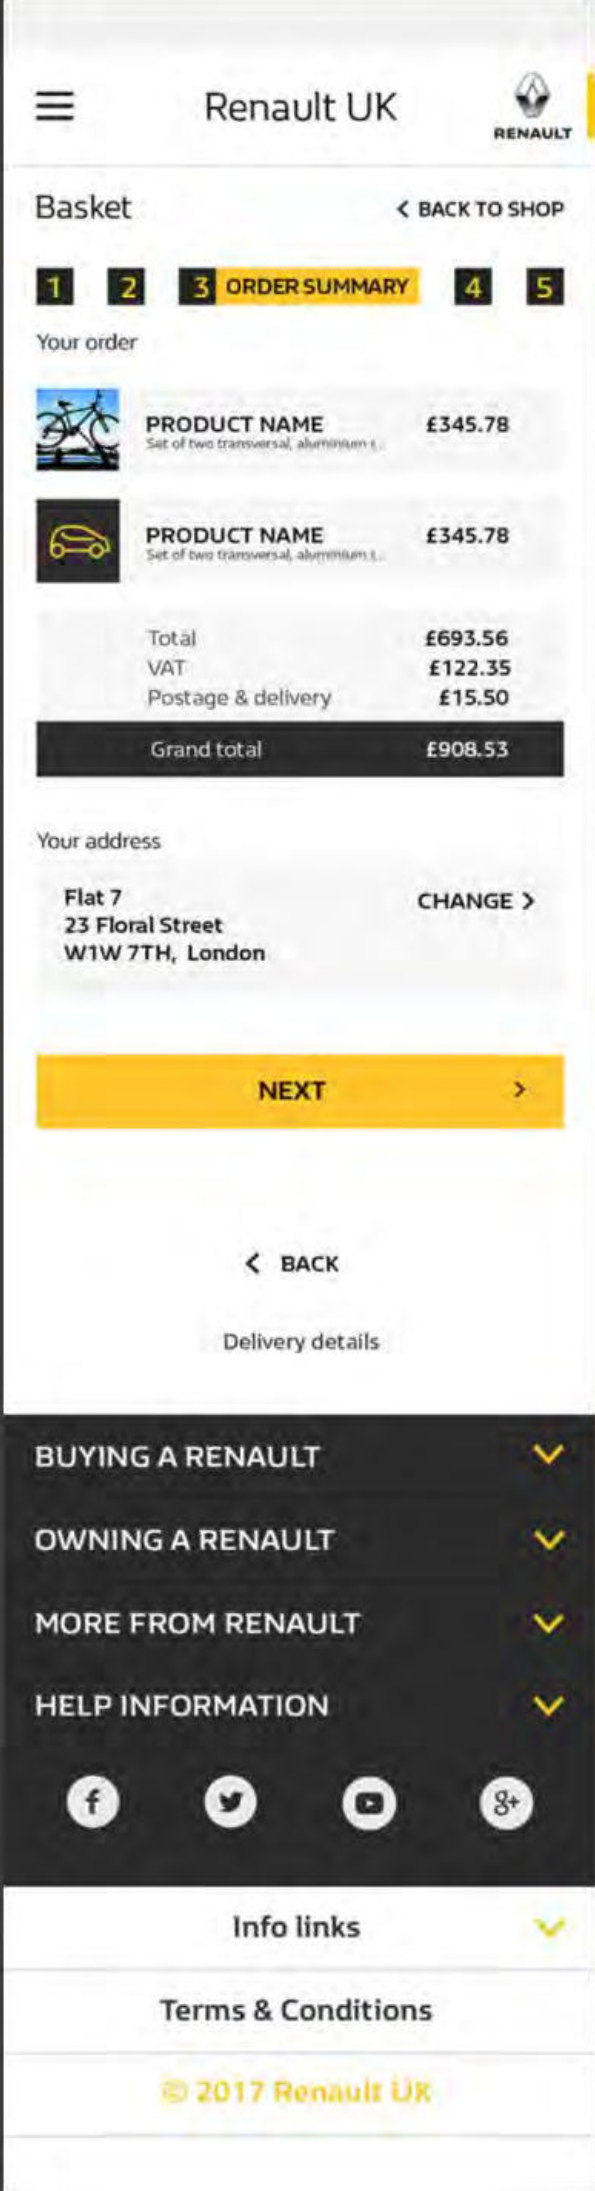 Renault UK
RENAULT
Basket
< BACK TO SHOP
1 2 3 ORDER SUMMARY 4 5
Your order
PRODUCT NAME £345.78
Set of two transversal, aluminium t...
PRODUCT NAME £345.78
Set of two transversal, aluminium t...
Total £693.56
VAT £122.35
Postage & delivery £15.50
Grand total £908.53
Your address
Flat 7 CHANGE >
23 Floral Street
W1W 7TH, London
NEXT >
< BACK
Delivery details
BUYING A RENAULT
OWNING A RENAULT
MORE FROM RENAULT
HELP INFORMATION
f g+
Info links
Terms & Conditions
© 2017 Renault UK